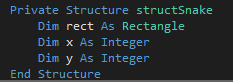 Private Structure structSnake
Dim rect As Rectangle
Dim x As Integer
Dim y As Integer
End Structure